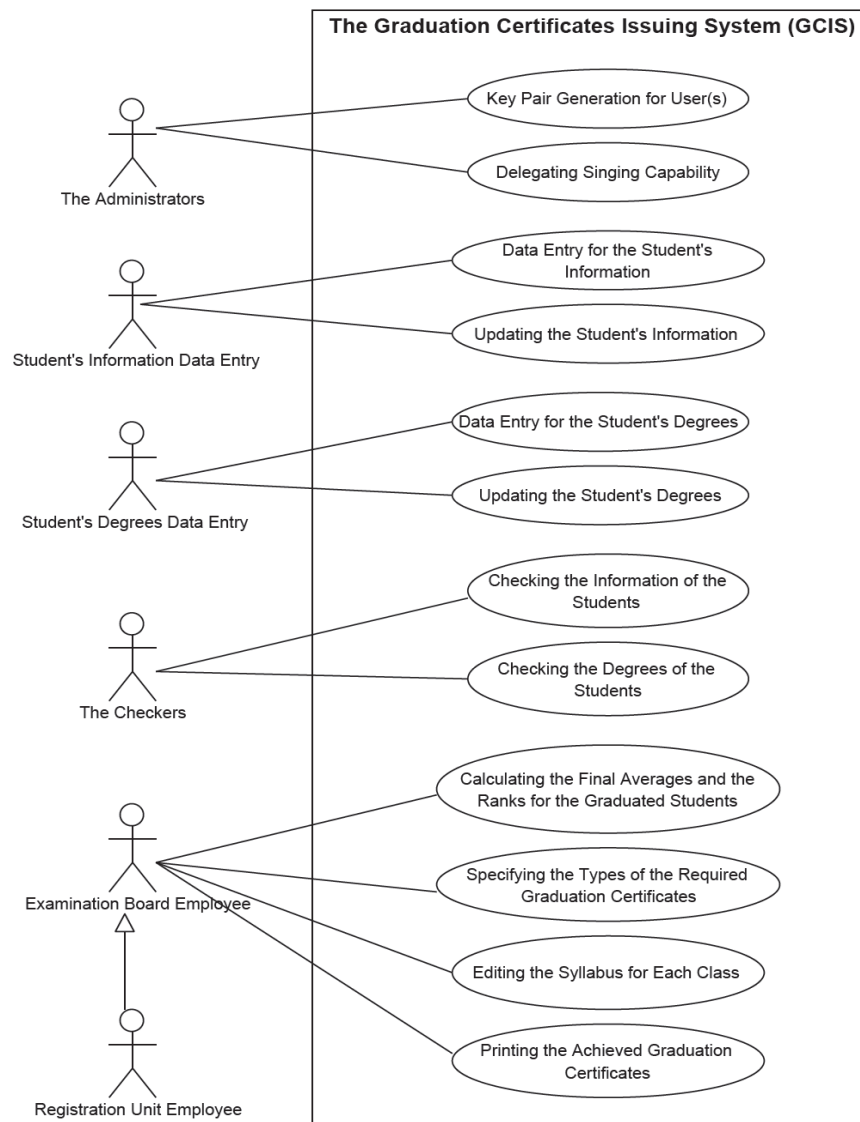 The Graduation Certificates Issuing System (GCIS)
Key Pair Generation for User(s)
Delegating Singing Capability
The Administrators
Data Entry for the Student's
Information
Updating the Student's Information
Student's Information Data Entry
Data Entry for the Student's Degrees
Updating the Student's Degrees
Student's Degrees Data Entry
Checking the Information of the
Students
Checking the Degrees of the
Students
The Checkers
Calculating the Final Averages and the
Ranks for the Graduated Students
Specifying the Types of the Required
Graduation Certificates
Examination Board Employee
Editing the Syllabus for Each Class
Printing the Achieved Graduation
Certificates
Registration Unit Employee